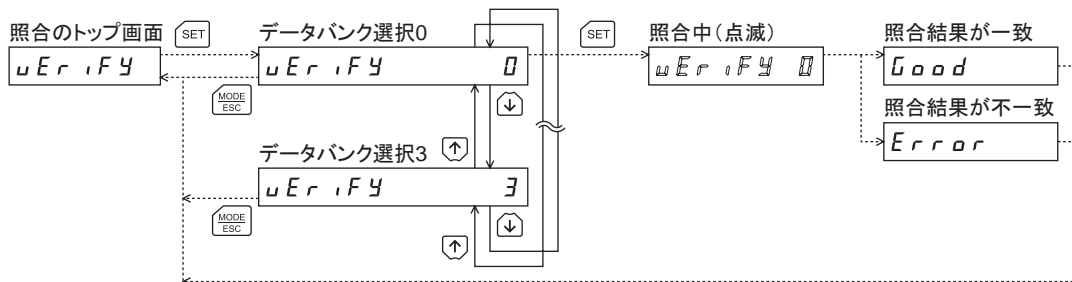 照合のトップ画面
SET
uEriFY
MODE
ESC
データバンク選択0
uEriFY 0
↓
↑
データバンク選択3
uEriFY 3
MODE
ESC
↓
↑
SET
照合中（点滅）
uEriFY 0
照合結果が一致
Good
照合結果が不一致
Error